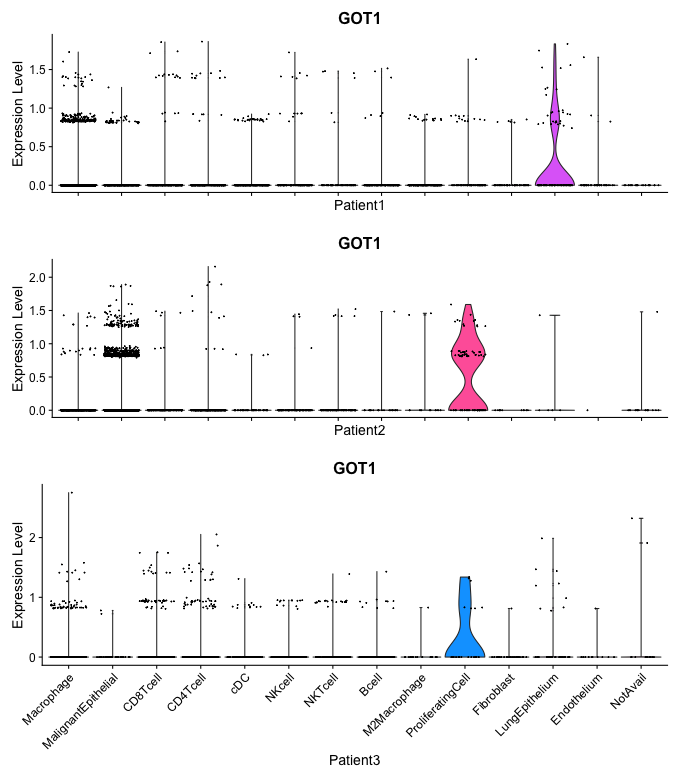 GOT1
Expression Level
1.5
1.0
0.5
0.0
Patient1
GOT1
Expression Level
2.0
1.5
1.0
0.5
0.0
Patient2
GOT1
Expression Level
2
1
0
Macrophage
MalignantEpithelial
CD8Tcell
CD4Tcell
cDC
NKcell
NKTcell
Bcell
M2Macrophage
ProliferatingCell
Fibroblast
LungEpithelium
Endothelium
NotAvail
Patient3